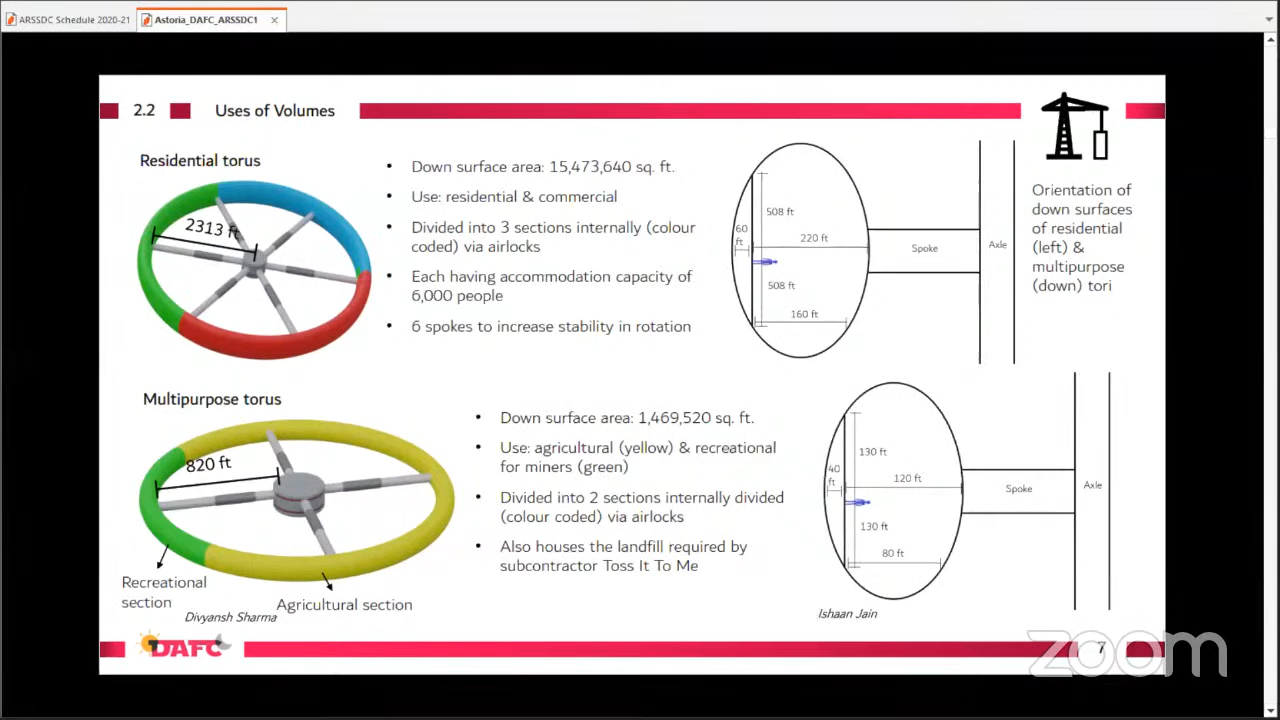 ARSSDC Schedule 2020-21
Astoria_DAFC_ARSSDC1
2.2
Uses of Volumes
Residential torus
2313 ft
• Down surface area: 15,473,640 sq. ft.
• Use: residential & commercial
• Divided into 3 sections internally (colour
coded) via airlocks
• Each having accommodation capacity of
6,000 people
• 6 spokes to increase stability in rotation
508 ft
60
ft
220 ft
508 ft
160 ft
Spoke
Axle
Orientation of
down surfaces
of residential
(left) &
multipurpose
(down) tori
Multipurpose torus
820 ft
Recreational
section
Agricultural section
Divyansh Sharma
• Down surface area: 1,469,520 sq. ft.
• Use: agricultural (yellow) & recreational
for miners (green)
• Divided into 2 sections internally divided
(colour coded) via airlocks
• Also houses the landfill required by
subcontractor Toss It To Me
130 ft
40
ft
120 ft
130 ft
80 ft
Spoke
Axle
Ishaan Jain
DAFC
7
zoom